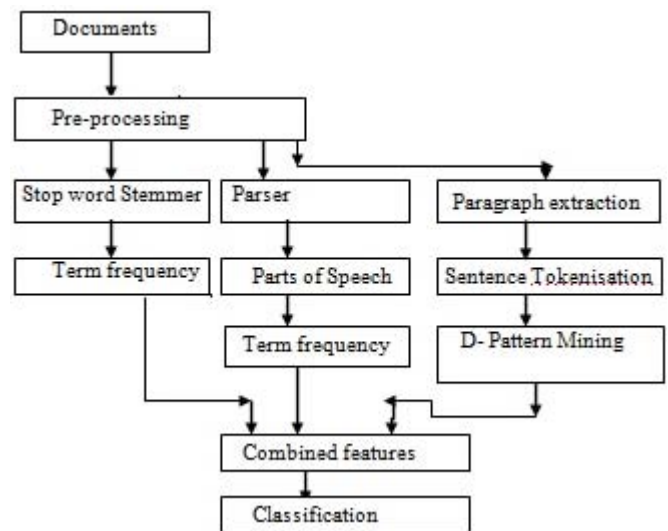 Documents
Pre-processing
Stop word Stemmer
Parser
Paragraph extraction
Term frequency
Parts of Speech
Sentence Tokenisation
Term frequency
D- Pattern Mining
Combined features
Classification